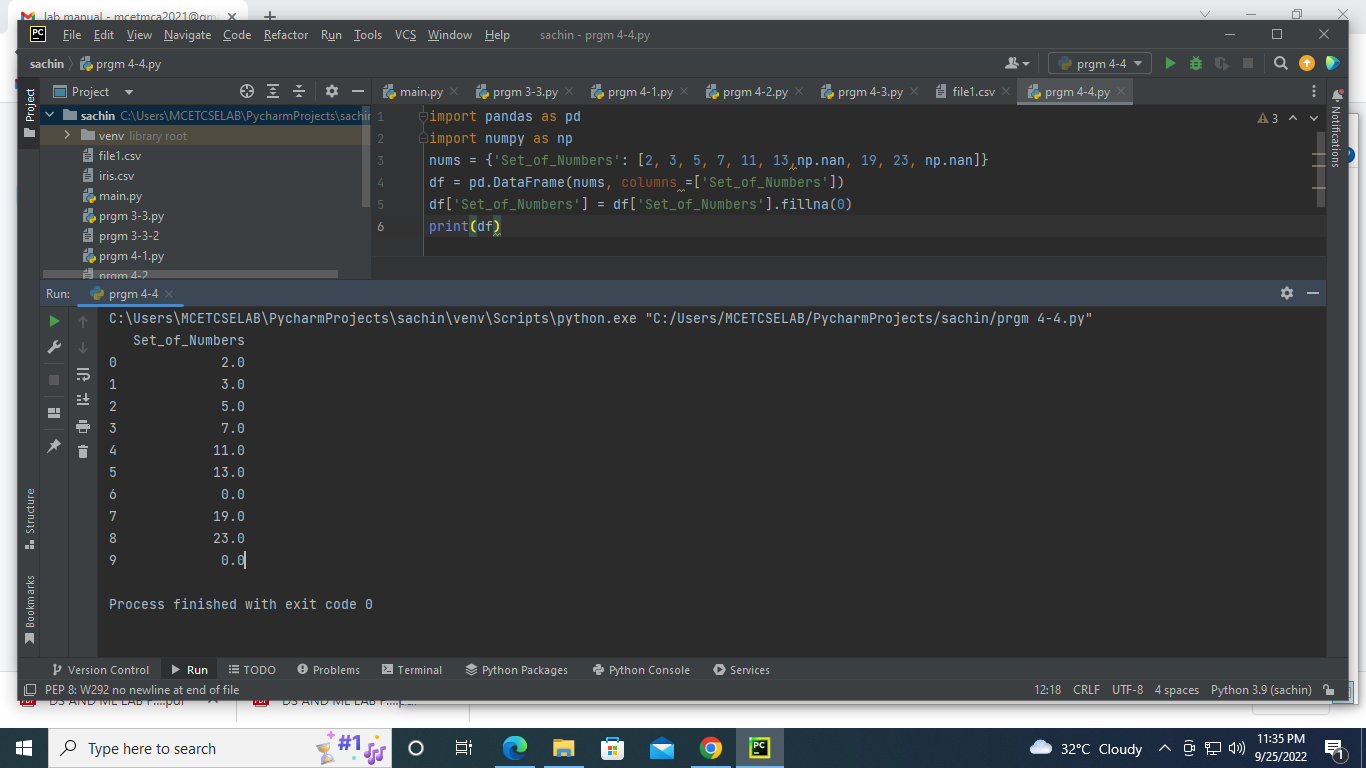 lab manual - mcetmca2021@gm
File Edit View Navigate Code Refactor Run Tools VCS Window Help sachin - prgm 4-4.py
sachin prgm 4-4.py prgm 4-4
Project main.py prgm 3-3.py prgm 4-1.py prgm 4-2.py prgm 4-3.py file1.csv prgm 4-4.py
Project
Notifications
sachin C:\Users\MCETCSELAB\PycharmProjects\sachin
venv library root
file1.csv
iris.csv
main.py
prgm 3-3.py
prgm 3-3-2
prgm 4-1.py
prgm 4-2
3
1 import pandas as pd
2 import numpy as np
3 nums = {'Set_of_Numbers': [2, 3, 5, 7, 11, 13,np.nan, 19, 23, np.nan]}
4 df = pd.DataFrame(nums, columns =['Set_of_Numbers'])
5 df['Set_of_Numbers'] = df['Set_of_Numbers'].fillna(0)
6 print(df)
Run: prgm 4-4
C:\Users\MCETCSELAB\PycharmProjects\sachin\venv\Scripts\python.exe "C:/Users/MCETCSELAB/PycharmProjects/sachin/prgm 4-4.py"
Set_of_Numbers
0 2.0
1 3.0
2 5.0
3 7.0
4 11.0
5 13.0
6 0.0
7 19.0
8 23.0
9 0.0
Process finished with exit code 0
Structure
Bookmarks
Version Control Run TODO Problems Terminal Python Packages Python Console Services
PEP 8: W292 no newline at end of file 12:18 CRLF UTF-8 4 spaces Python 3.9 (sachin)
DS AND ML LAB P....pdf DS AND ML LAB P....pdf
Type here to search #1 32°C Cloudy 11:35 PM
9/25/2022 1